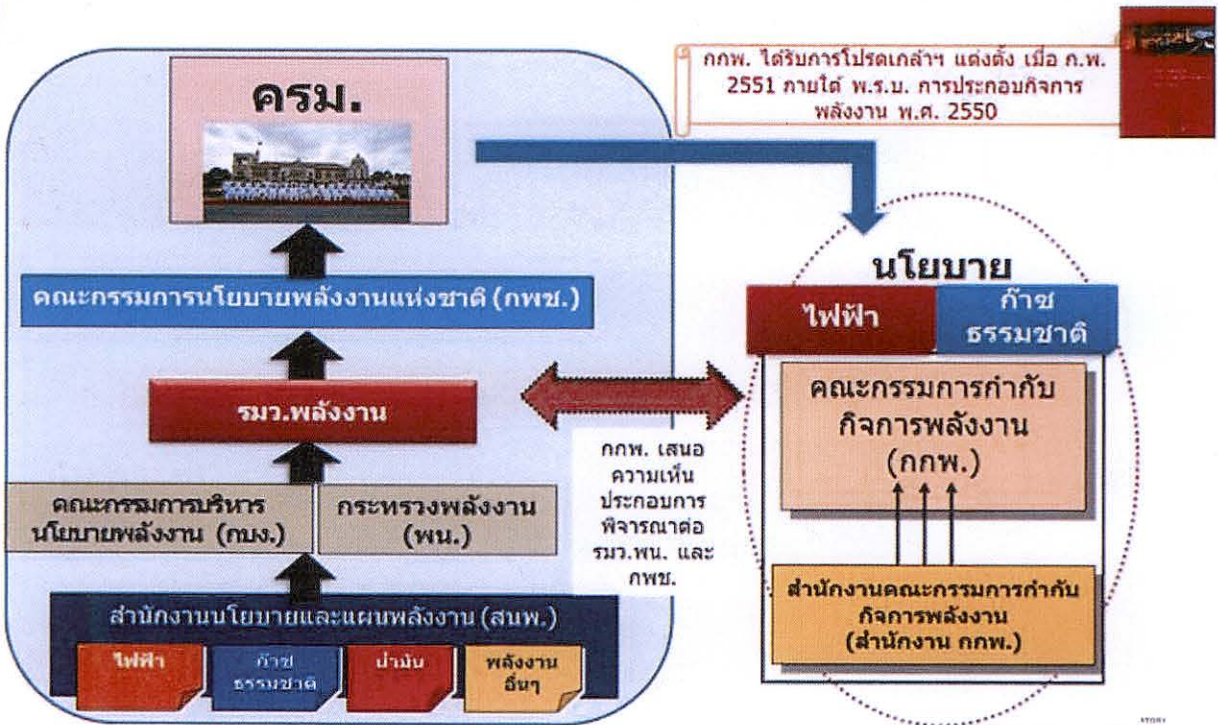 กกพ. ได้รับการโปรดเกล้าฯ แต่งตั้ง เมื่อ ก.พ.
2551 ภายใต้ พ.ร.บ. การประกอบกิจการ
พลังงาน พ.ศ. 2550
ครม.
คณะกรรมการนโยบายพลังงานแห่งชาติ (กพช.)
รมว.พลังงาน
คณะกรรมการบริหาร
นโยบายพลังงาน (กบง.)
กระทรวงพลังงาน
(พน.)
สำนักงานนโยบายและแผนพลังงาน (สนพ.)
ไฟฟ้า
ก๊าซ
ธรรมชาติ
น้ำมัน
พลังงาน
อื่นๆ
กกพ. เสนอ
ความเห็น
ประกอบการ
พิจารณาต่อ
รมว.พน. และ
กพช.
นโยบาย
ไฟฟ้า
ก๊าซ
ธรรมชาติ
คณะกรรมการกำกับ
กิจการพลังงาน
(กกพ.)
สำนักงานคณะกรรมการกำกับ
กิจการพลังงาน
(สำนักงาน กกพ.)